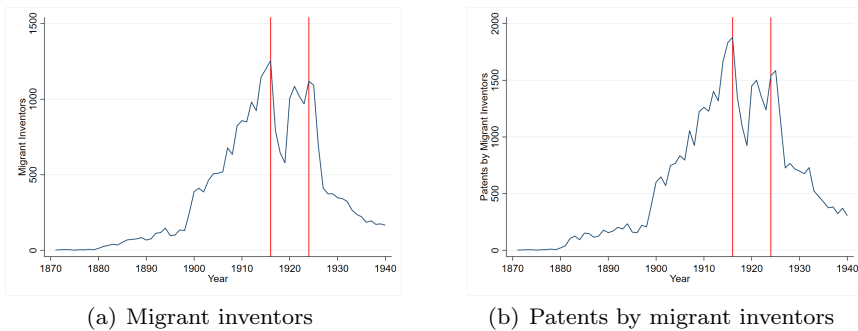 1500
1000
500
0
Migrant Inventors
1870 1880 1890 1900 1910 1920 1930 1940
Year
(a) Migrant inventors
2000
1500
1000
500
0
Patents by Migrant Inventors
1870 1880 1890 1900 1910 1920 1930 1940
Year
(b) Patents by migrant inventors